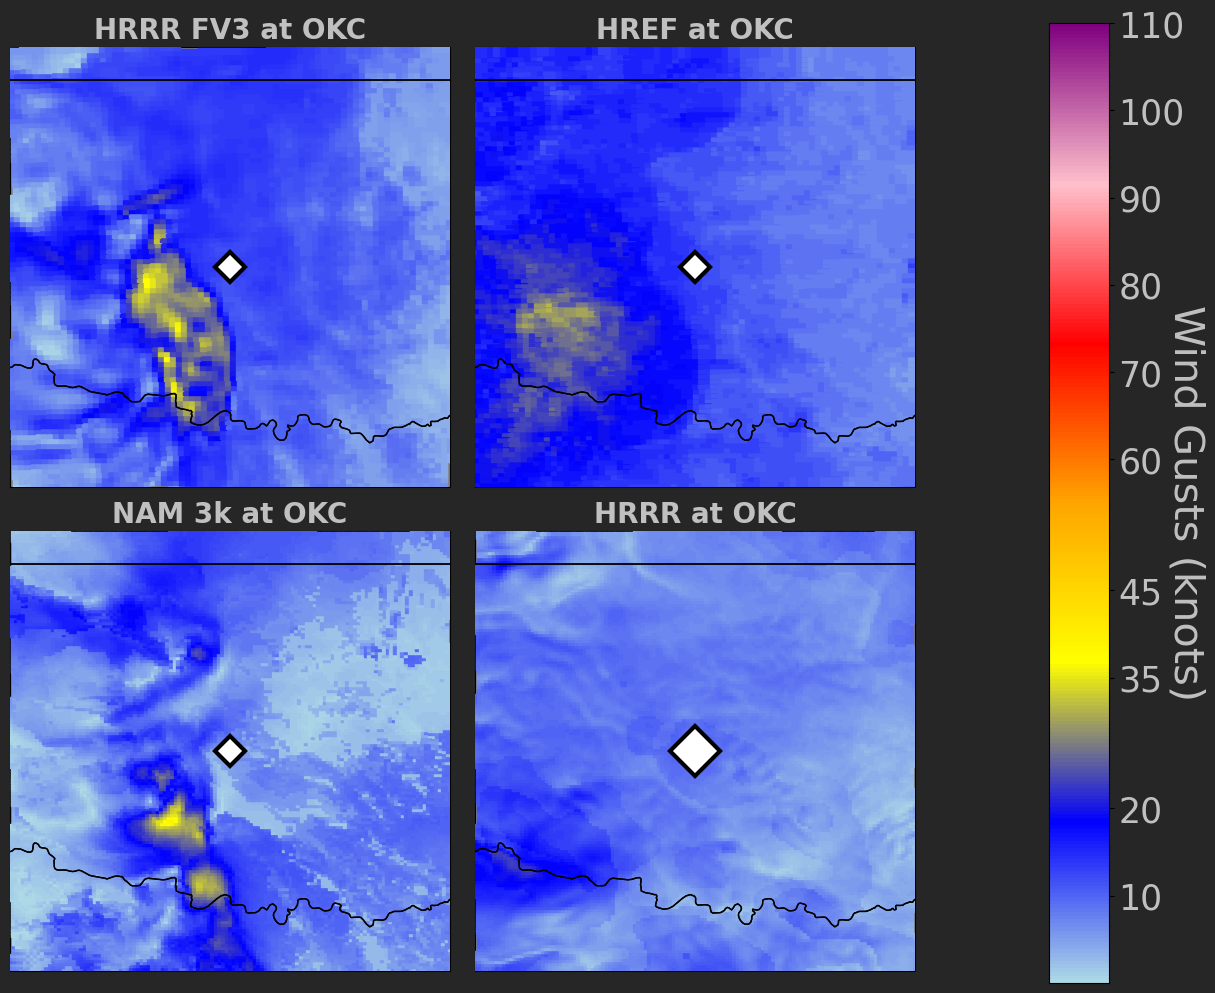 HRRR FV3 at OKC
HREF at OKC
NAM 3k at OKC
HRRR at OKC
110
100
90
80
70
60
45
35
20
10
Wind Gusts (knots)